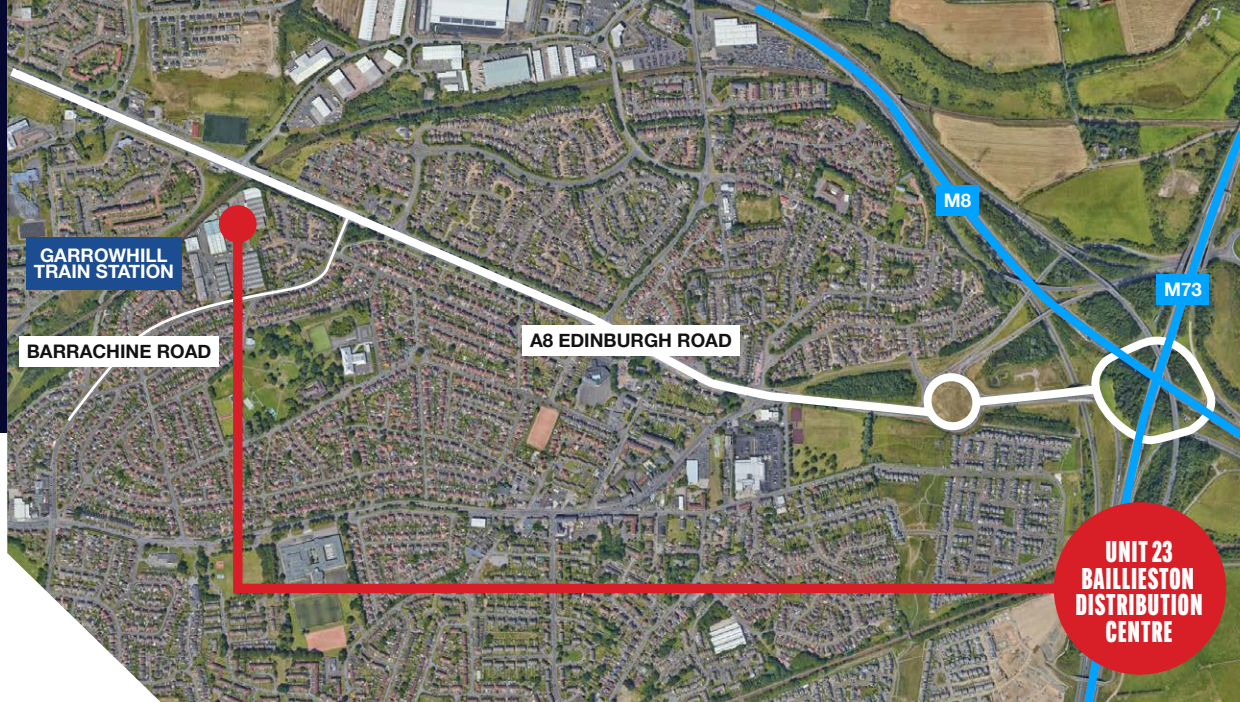 M8
M73
GARROWHILL
TRAIN STATION
A8 EDINBURGH ROAD
BARRACHINE ROAD
UNIT 23
BAILLIESTON
DISTRIBUTION
CENTRE